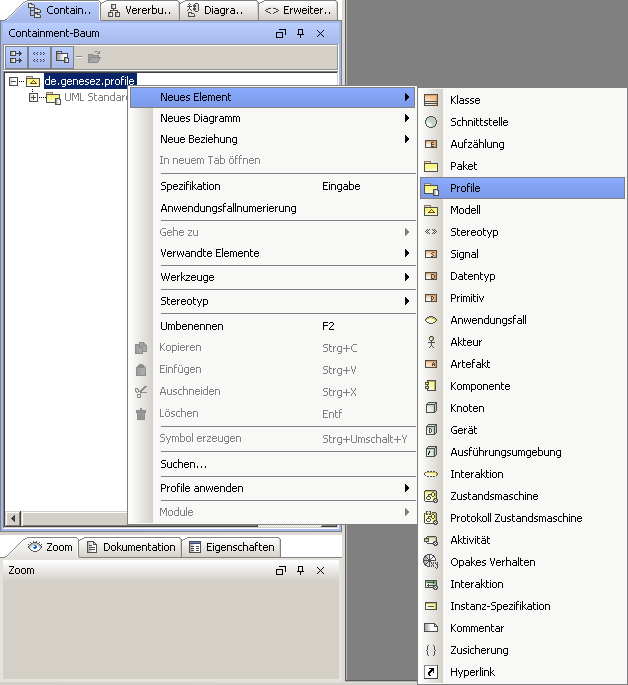 Contain.. Vererbu.. Diagra.. <> Erweiter..
Containment-Baum
de.genesez.profile
UML Standard
Neues Element
Neues Diagramm
Neue Beziehung
In neuem Tab öffnen
Spezifikation Eingabe
Anwendungsfallnumerierung
Gehe zu
Verwandte Elemente
Werkzeuge
Stereotyp
Umbenennen F2
Kopieren Strg+C
Einfügen Strg+V
Auschneiden Strg+X
Löschen Entf
Symbol erzeugen Strg+Umschalt+Y
Suchen...
Profile anwenden
Module
Klasse
Schnittstelle
Aufzählung
Paket
Profile
Modell
Stereotyp
Signal
Datentyp
Primitiv
Anwendungsfall
Akteur
Artefakt
Komponente
Knoten
Gerät
Ausführungsumgebung
Interaktion
Zustandsmaschine
Protokoll Zustandsmaschine
Aktivität
Opakes Verhalten
Interaktion
Instanz-Spezifikation
Kommentar
Zusicherung
Hyperlink
Zoom Dokumentation Eigenschaften
Zoom